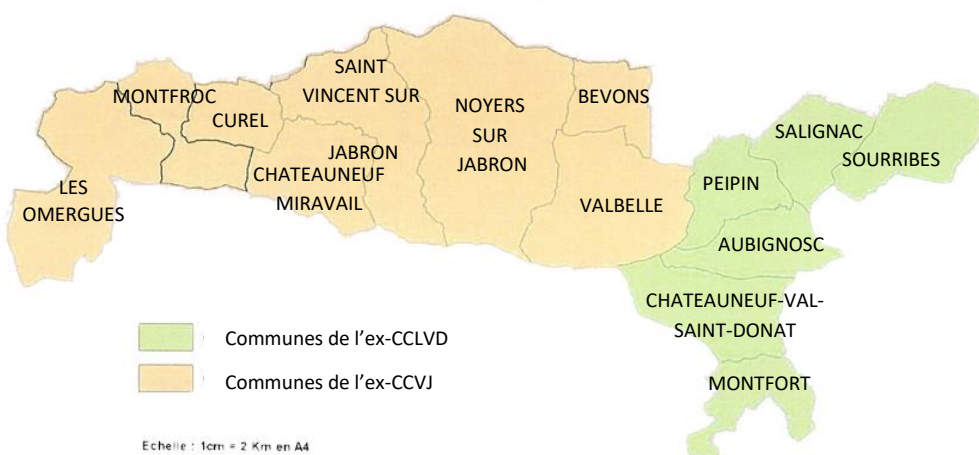 SAINT
VINCENT SUR
JABRON
MONTFROC
CUREL
NOYERS
SUR
JABRON
BEVONS
SALIGNAC
SOURRIBES
LES
OMERGUES
CHATEAUNEUF
MIRAVAIL
PEIPIN
VALBELLE
AUBIGNOSC
CHATEAUNEUF-VAL-
SAINT-DONAT
MONTFORT
Communes de l’ex-CCLVD
Communes de l’ex-CCVJ
Echelle : 1cm = 2 Km en A4